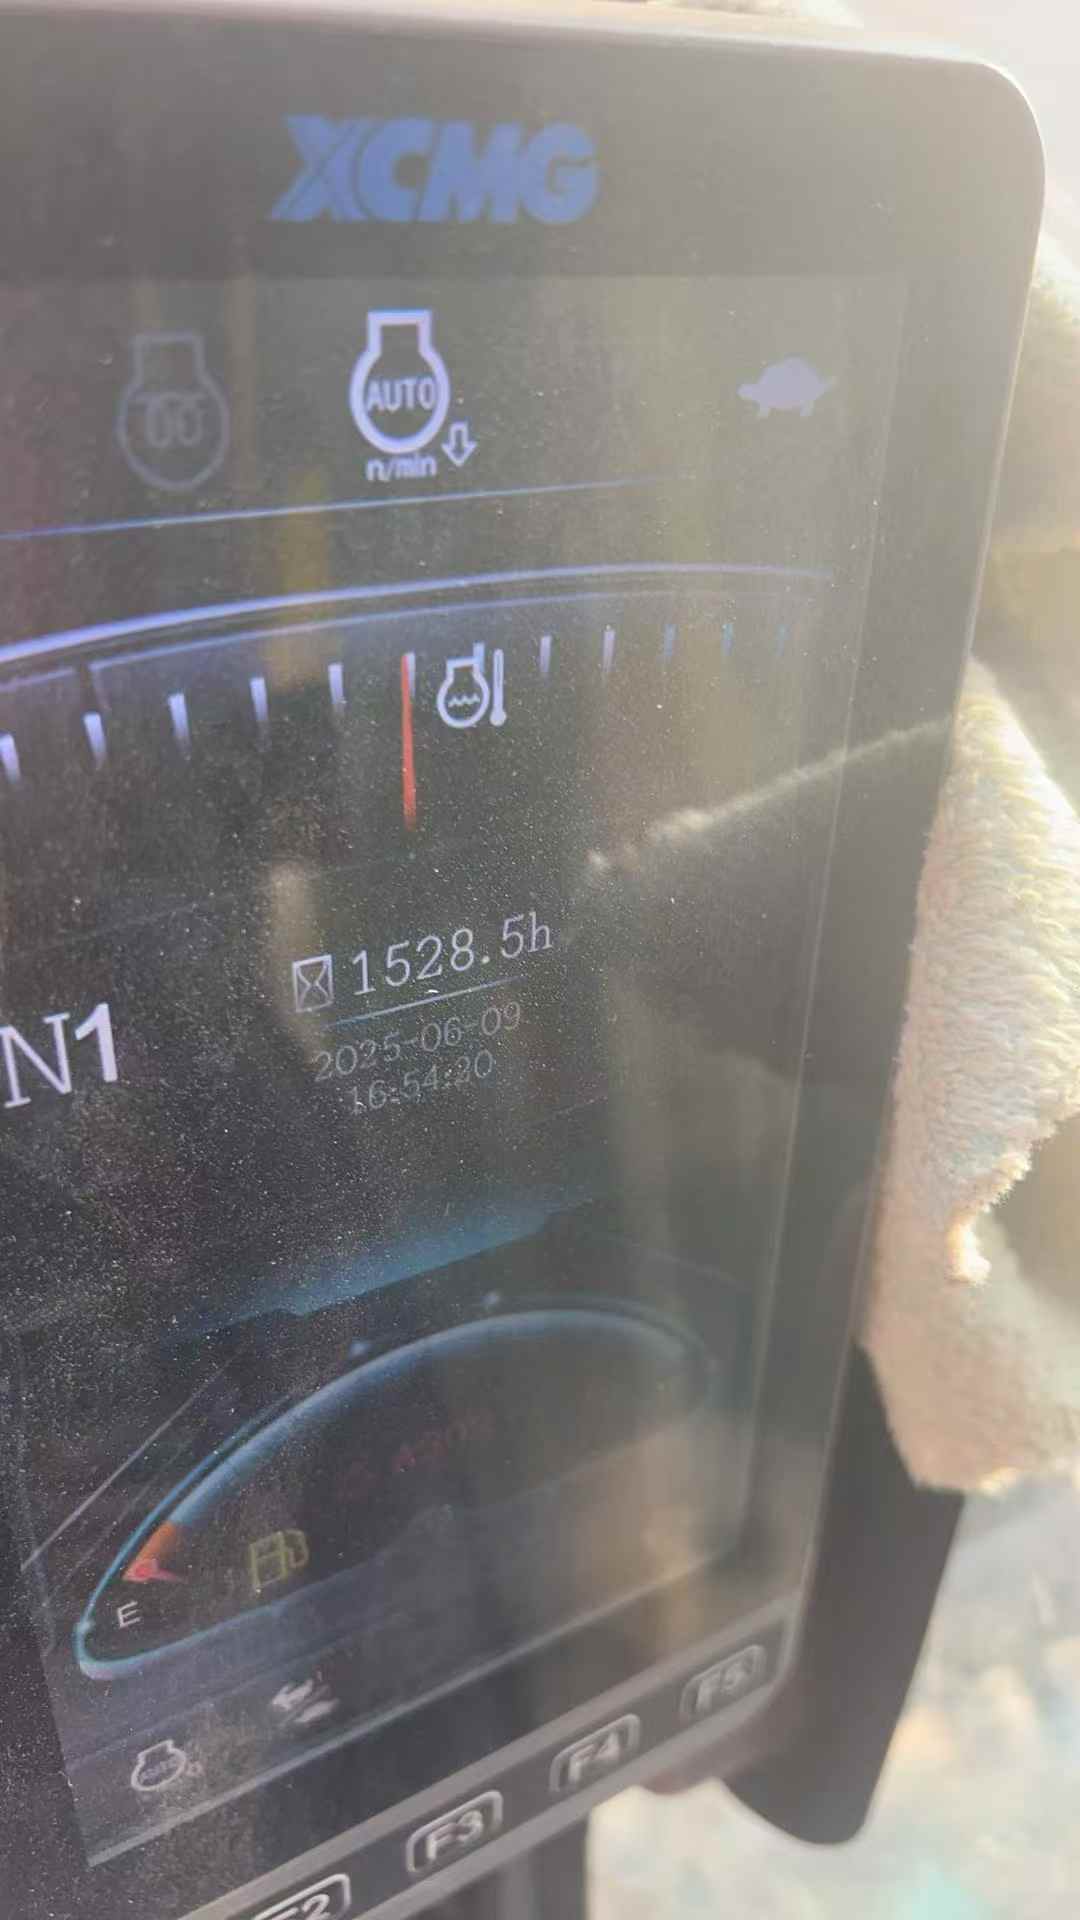 XCMG
AUTO
n/min
1528.5h
N1
2025-06-09
16:54:20
E
F2
F3
F4
F5